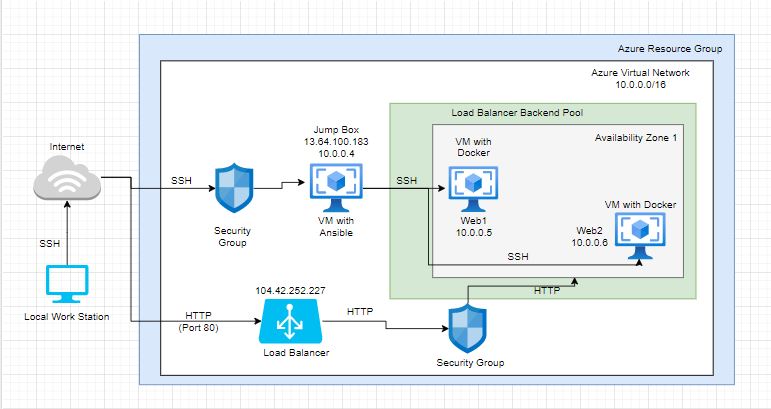 Azure Resource Group
Azure Virtual Network
10.0.0.0/16
Load Balancer Backend Pool
Availability Zone 1
Internet
Jump Box
13.64.100.183
10.0.0.4
VM with
Docker
SSH
SSH
Web1
10.0.0.5
VM with Docker
Web2
10.0.0.6
VM with
Ansible
Security
Group
SSH
SSH
HTTP
104.42.252.227
Local Work Station
HTTP
(Port 80)
HTTP
Load Balancer
Security Group